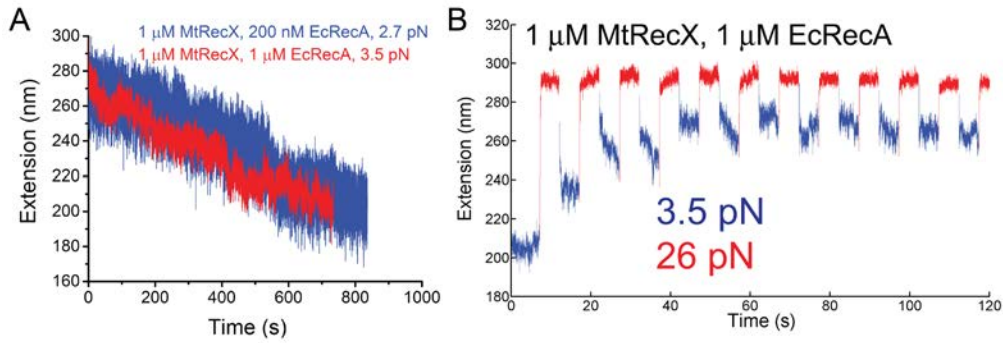 A
1 μM MtRecX, 200 nM EcRecA, 2.7 pN
1 μM MtRecX, 1 μM EcRecA, 3.5 pN
300
280
260
240
220
200
180
160
Extension (nm)
0 200 400 600 800 1000
Time (s)
B
1 μM MtRecX, 1 μM EcRecA
320
300
280
260
240
220
200
180
Extension (nm)
3.5 pN
26 pN
0 20 40 60 80 100 120
Time (s)